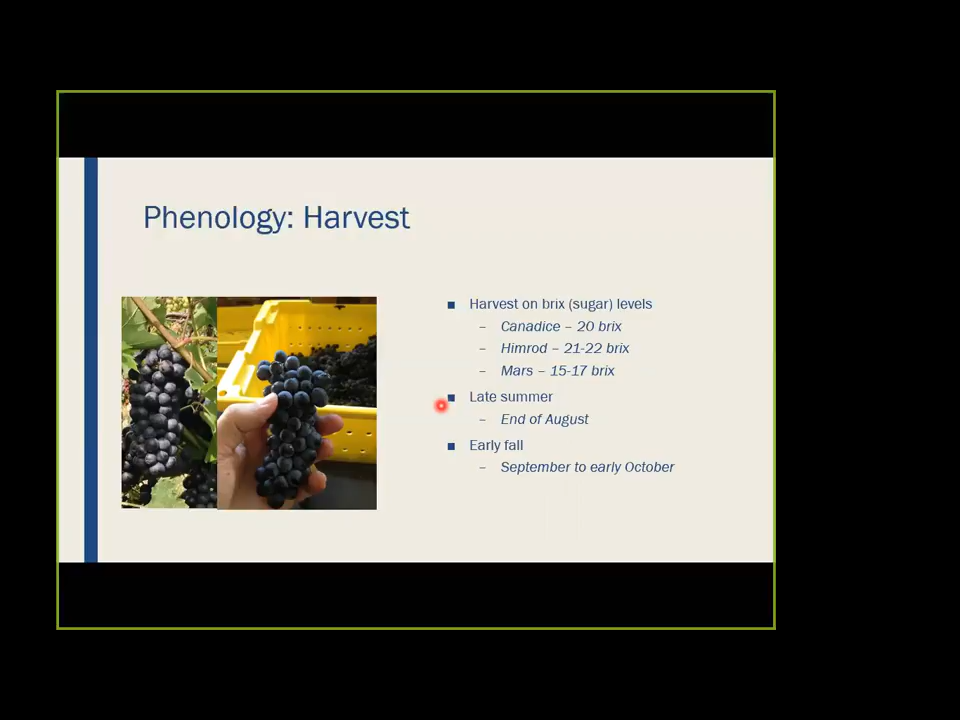 Phenology: Harvest
■ Harvest on brix (sugar) levels
– Canadice – 20 brix
– Himrod – 21-22 brix
– Mars – 15-17 brix
■ Late summer
– End of August
■ Early fall
– September to early October